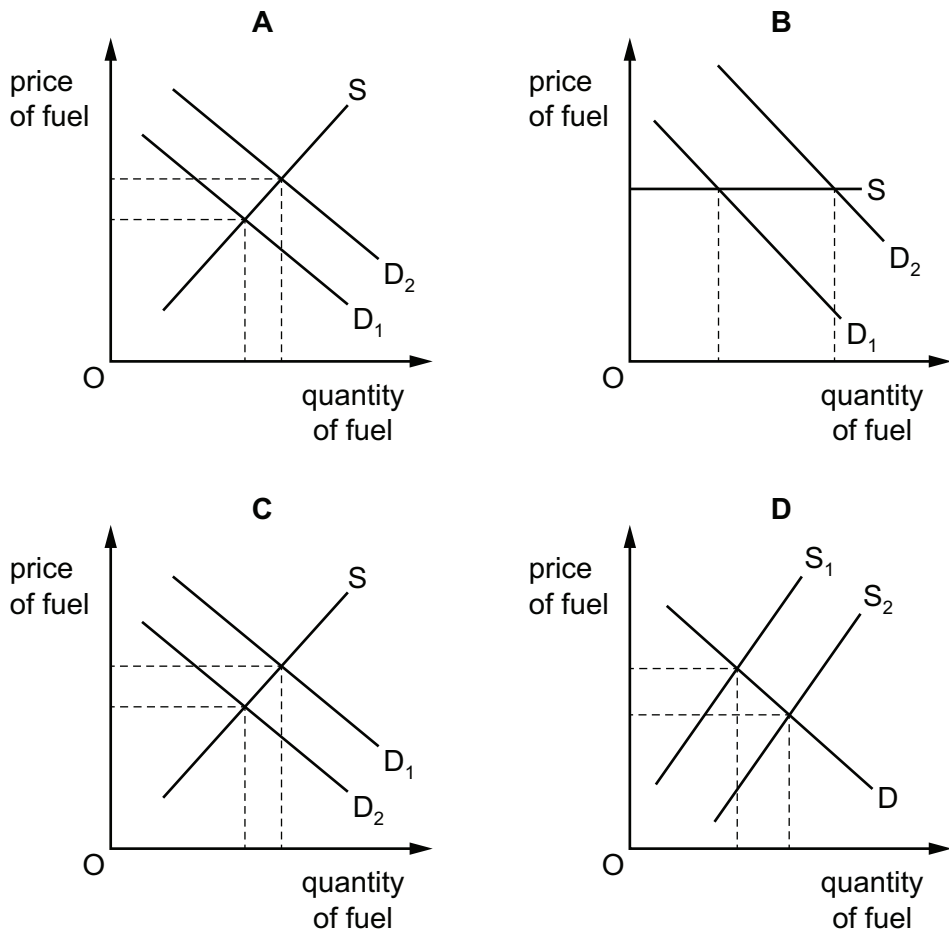 A
price
of fuel
S
D₂
D₁
O
quantity
of fuel
B
price
of fuel
S
D₂
D₁
O
quantity
of fuel
C
price
of fuel
S
D₁
D₂
O
quantity
of fuel
D
price
of fuel
S₁
S₂
D
O
quantity
of fuel